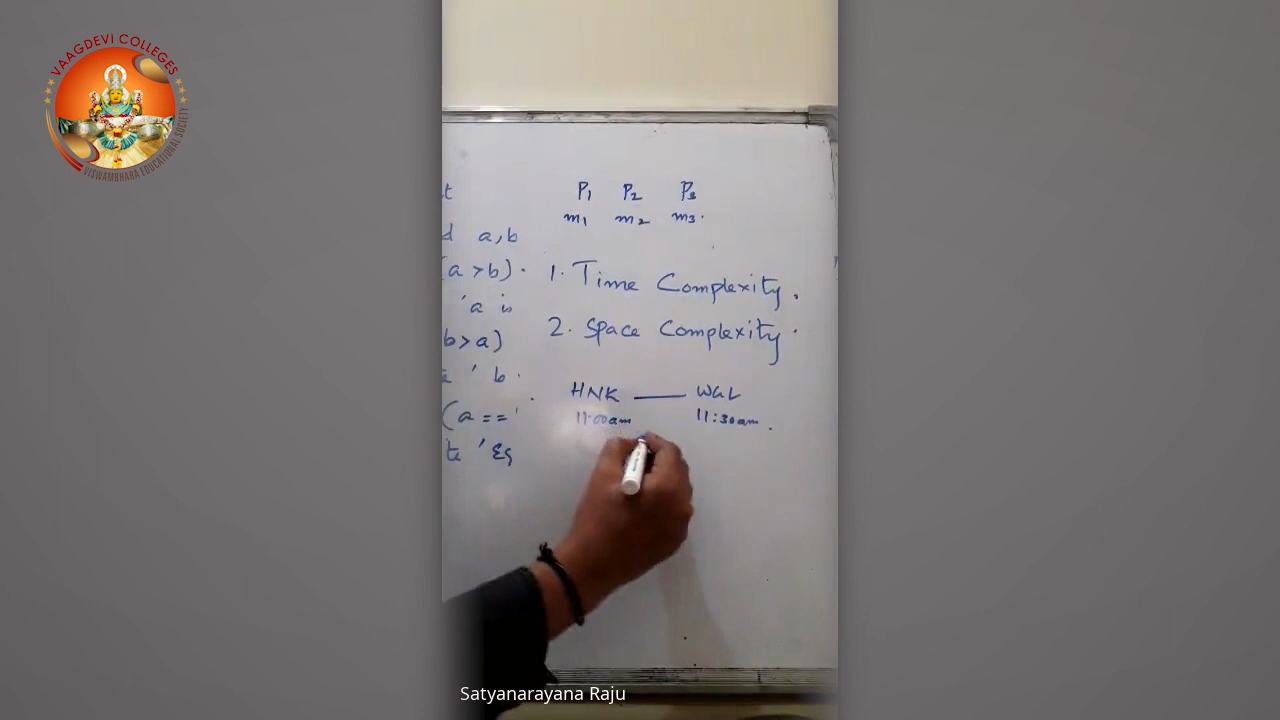 VAAGDEVI COLLEGES
VISWAMBHARA EDUCATIONAL SOCIETY
t
d a,b
(a >b).
'a is
b>a)
' b.
(a =='
te 'Eq
P1 P2 P3
m1 m2 m3.
1. Time Complexity.
2. Space Complexity.
HNK —— WGL
11:00am 11:30am.
Satyanarayana Raju